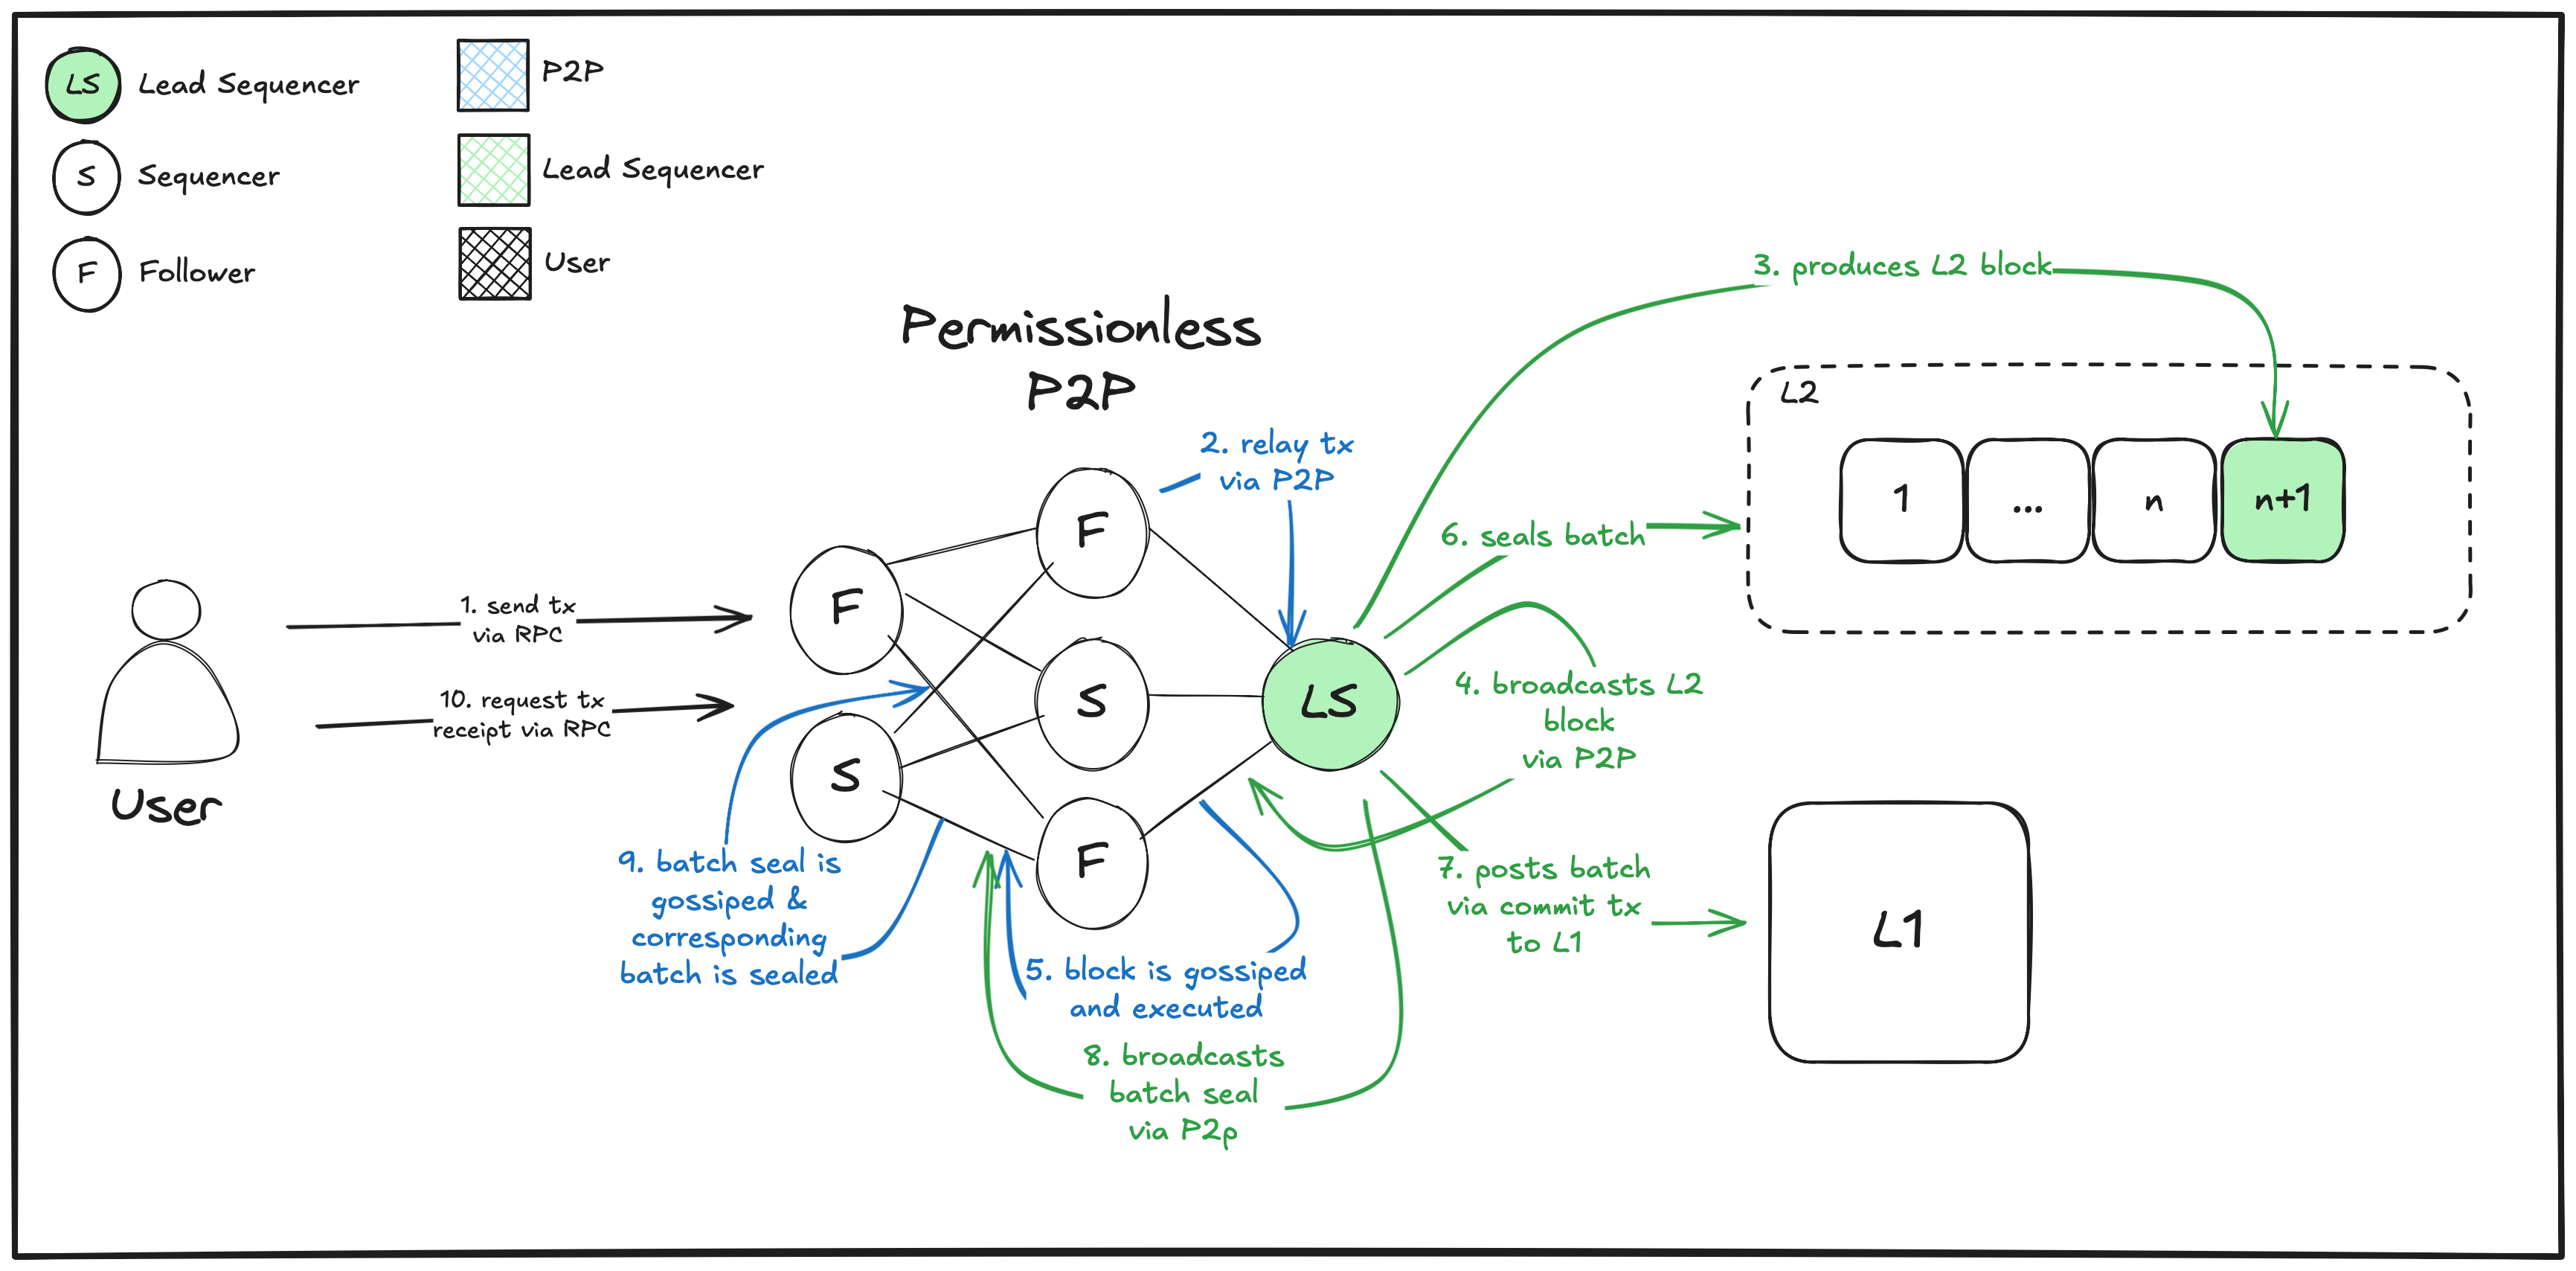 LS Lead Sequencer
S Sequencer
F Follower
P2P
Lead Sequencer
User
Permissionless
P2P
1. send tx
via RPC
10. request tx
receipt via RPC
User
F
S
F
S
F
LS
2. relay tx
via P2P
3. produces L2 block
L2
1
...
n
n+1
6. seals batch
4. broadcasts L2
block
via P2P
7. posts batch
via commit tx
to L1
L1
9. batch seal is
gossiped &
corresponding
batch is sealed
5. block is gossiped
and executed
8. broadcasts
batch seal
via P2p